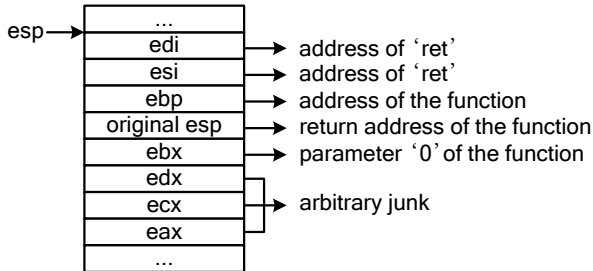 ...
esp
edi address of ‘ret’
esi address of ‘ret’
ebp address of the function
original esp return address of the function
ebx parameter ‘0’ of the function
edx
ecx arbitrary junk
eax
...